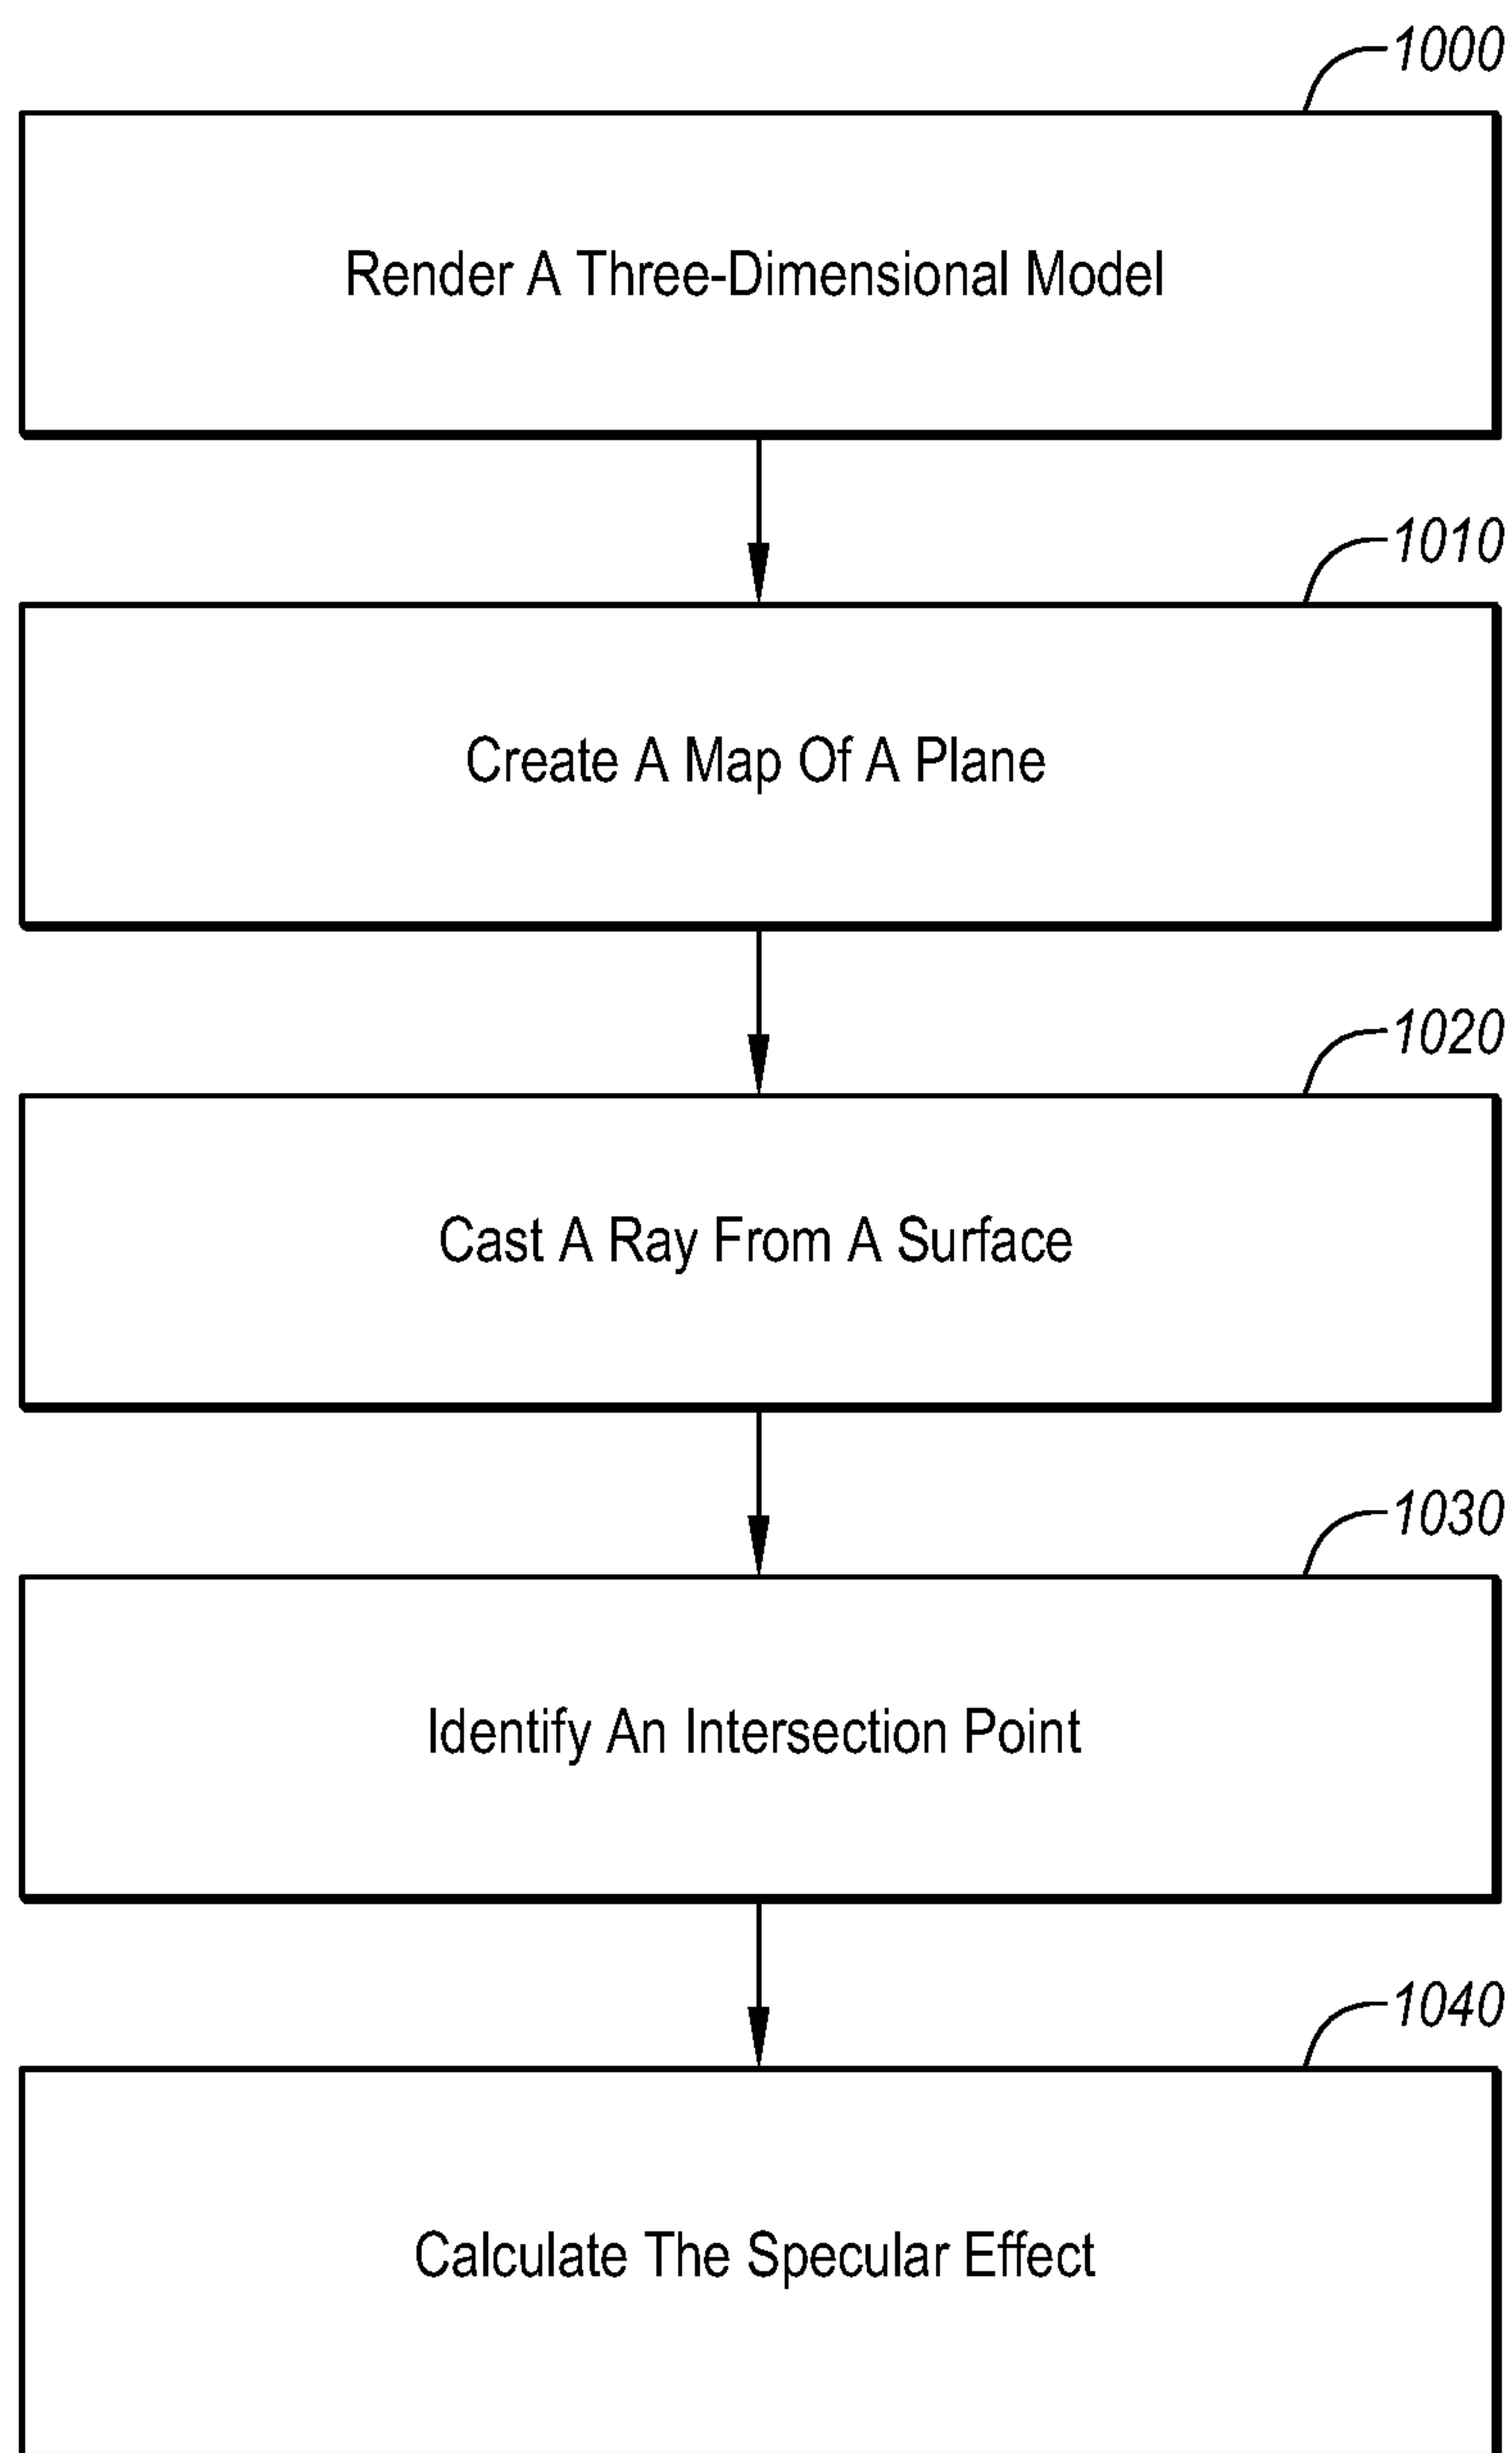 1000
Render A Three-Dimensional Model
1010
Create A Map Of A Plane
1020
Cast A Ray From A Surface
1030
Identify An Intersection Point
1040
Calculate The Specular Effect